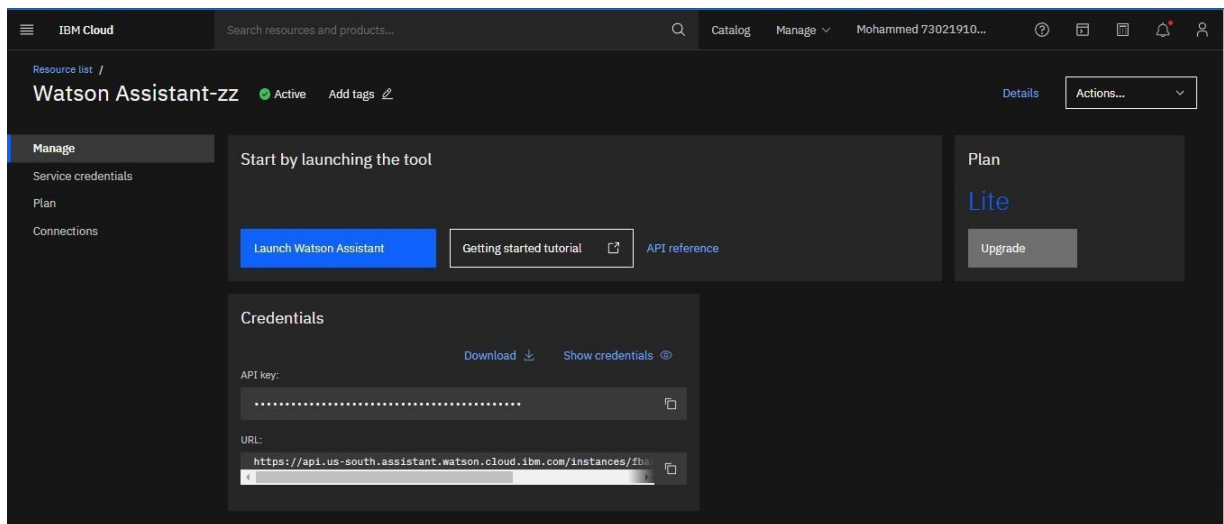 IBM Cloud
Search resources and products...
Catalog
Manage
Mohammed 73021910...
Resource list /
Watson Assistant-zz
Active
Add tags
Details
Actions...
Manage
Service credentials
Plan
Connections
Start by launching the tool
Launch Watson Assistant
Getting started tutorial
API reference
Plan
Lite
Upgrade
Credentials
Download
Show credentials
API key:
••••••••••••••••••••••••••••••••••••••••••••
URL:
https://api.us-south.assistant.watson.cloud.ibm.com/instances/fba